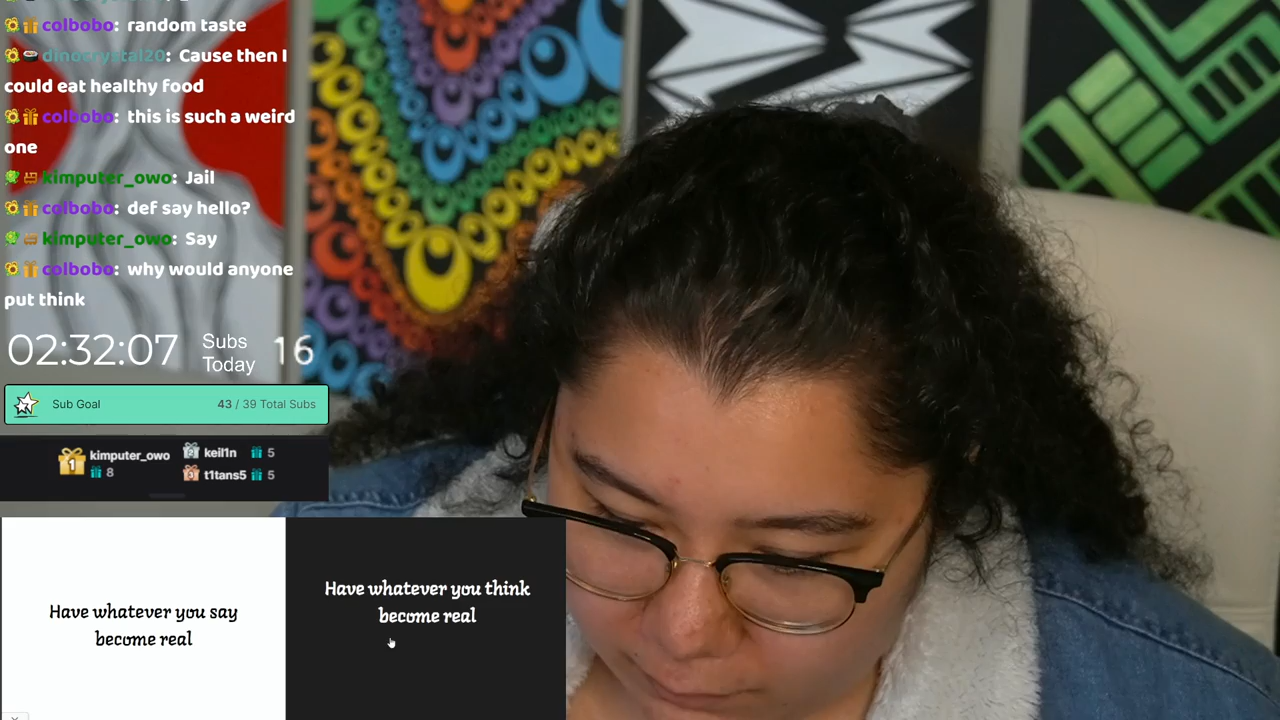 colbobo: random taste
dinocrystal20: Cause then I
could eat healthy food
colbobo: this is such a weird
one
kimputer_owo: Jail
colbobo: def say hello?
kimputer_owo: Say
colbobo: why would anyone
put think
02:32:07 Subs Today 16
Sub Goal 43 / 39 Total Subs
1 kimputer_owo 8
2 keil1n 5
3 t1tans5 5
Have whatever you say
become real
Have whatever you think
become real